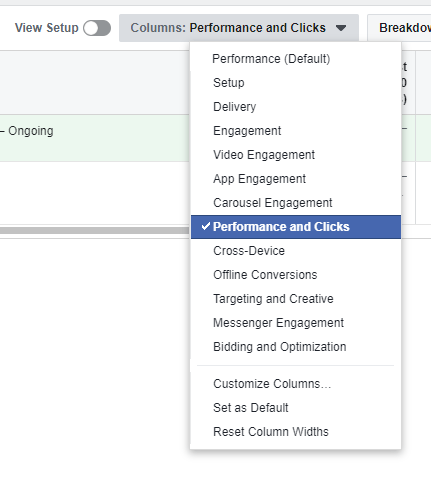 View Setup
Columns: Performance and Clicks
Breakdow
Performance (Default)
st
Setup
0
Delivery
)
Engagement
– Ongoing
Video Engagement
App Engagement
Carousel Engagement
Performance and Clicks
Cross-Device
Offline Conversions
Targeting and Creative
Messenger Engagement
Bidding and Optimization
Customize Columns…
Set as Default
Reset Column Widths